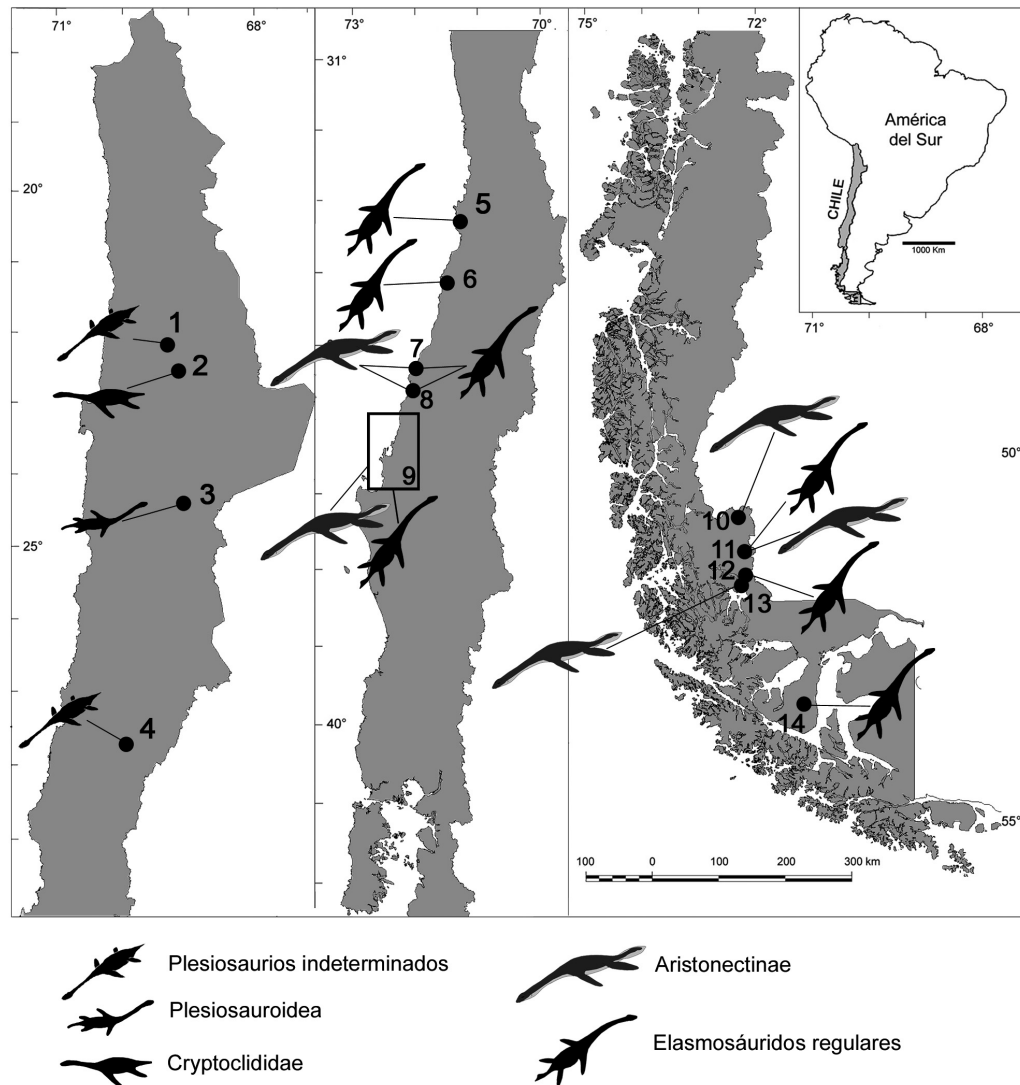 71°
68°
73°
70°
75°
72°
31°
20°
25°
40°
50°
55°
1
2
3
4
5
6
7
8
9
10
11
12
13
14
América
del Sur
CHILE
1000 Km
71°
67°
100 0 100 200 300 km
Plesiosaurios indeterminados
Plesiosauroidea
Cryptoclididae
Aristonectinae
Elasmosáuridos regulares